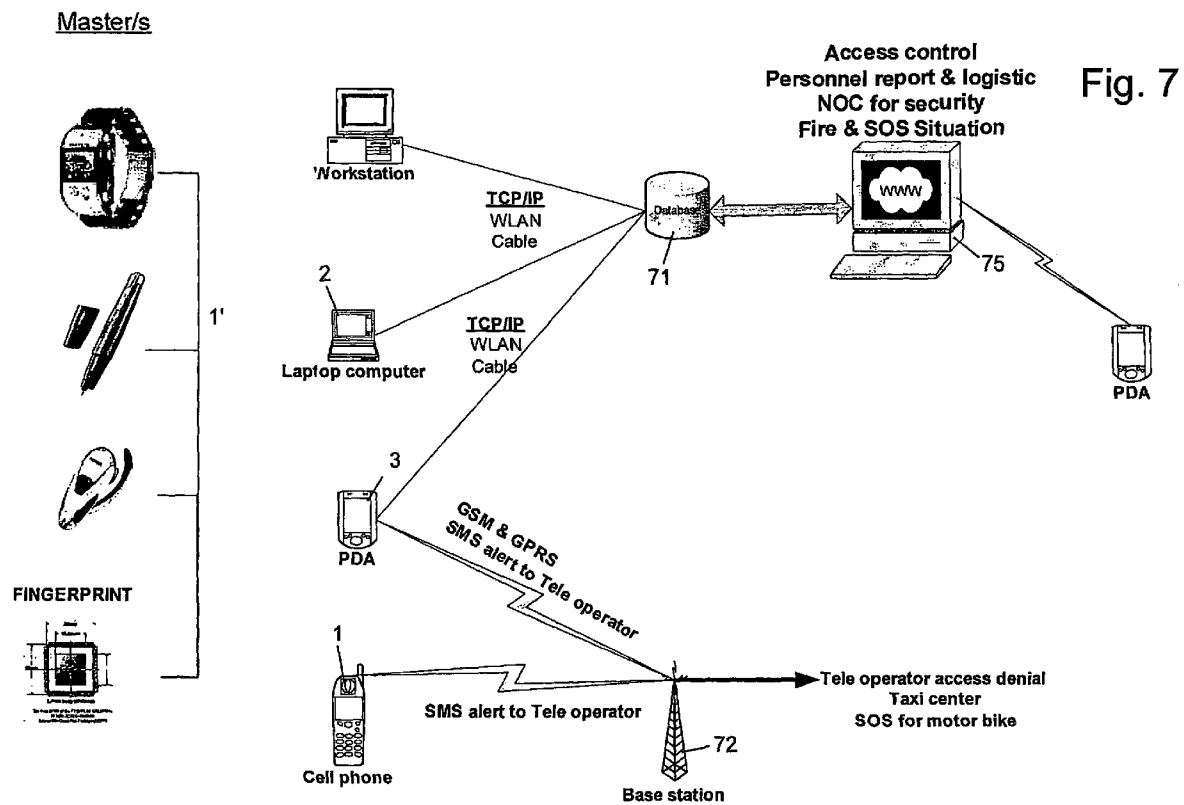 Master/s
Access control
Personnel report & logistic
NOC for security
Fire & SOS Situation
Fig. 7
www
Workstation
TCP/IP
WLAN
Cable
Database
71
75
2
1'
Laptop computer
TCP/IP
WLAN
Cable
PDA
3
PDA
GSM & GPRS
SMS alert to Tele operator
FINGERPRINT
1
Cell phone
SMS alert to Tele operator
72
Base station
Tele operator access denial
Taxi center
SOS for motor bike